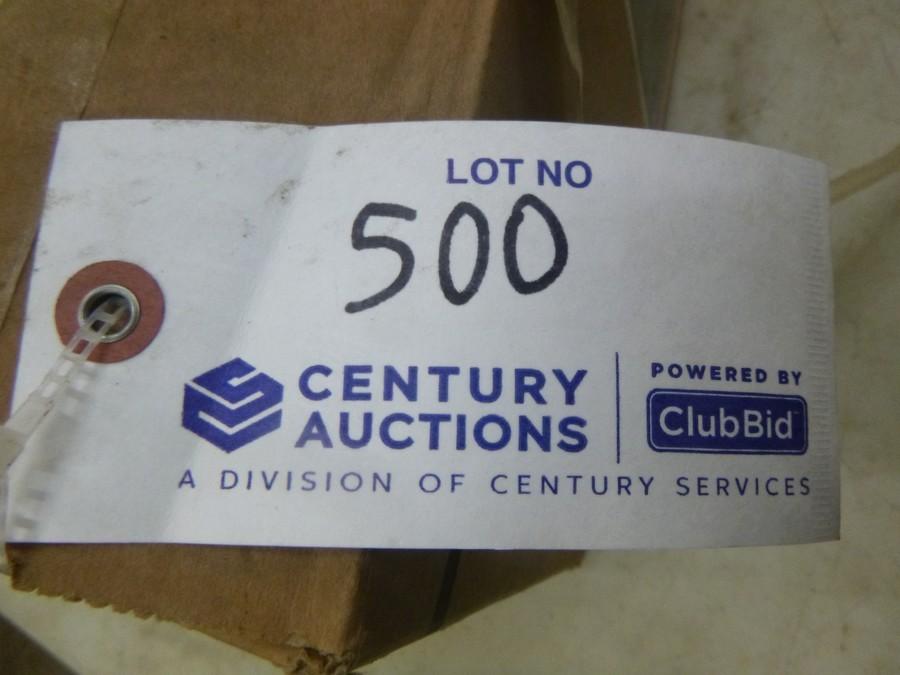 LOT NO
500
CENTURY
AUCTIONS
POWERED BY
ClubBid
A DIVISION OF CENTURY SERVICES